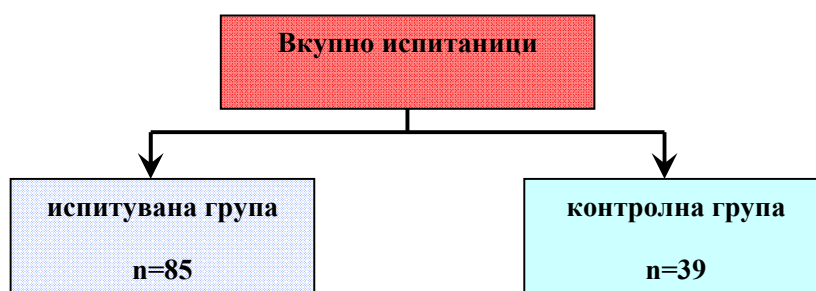 Вкупно испитаници
испитувана група
n=85
контролна група
n=39